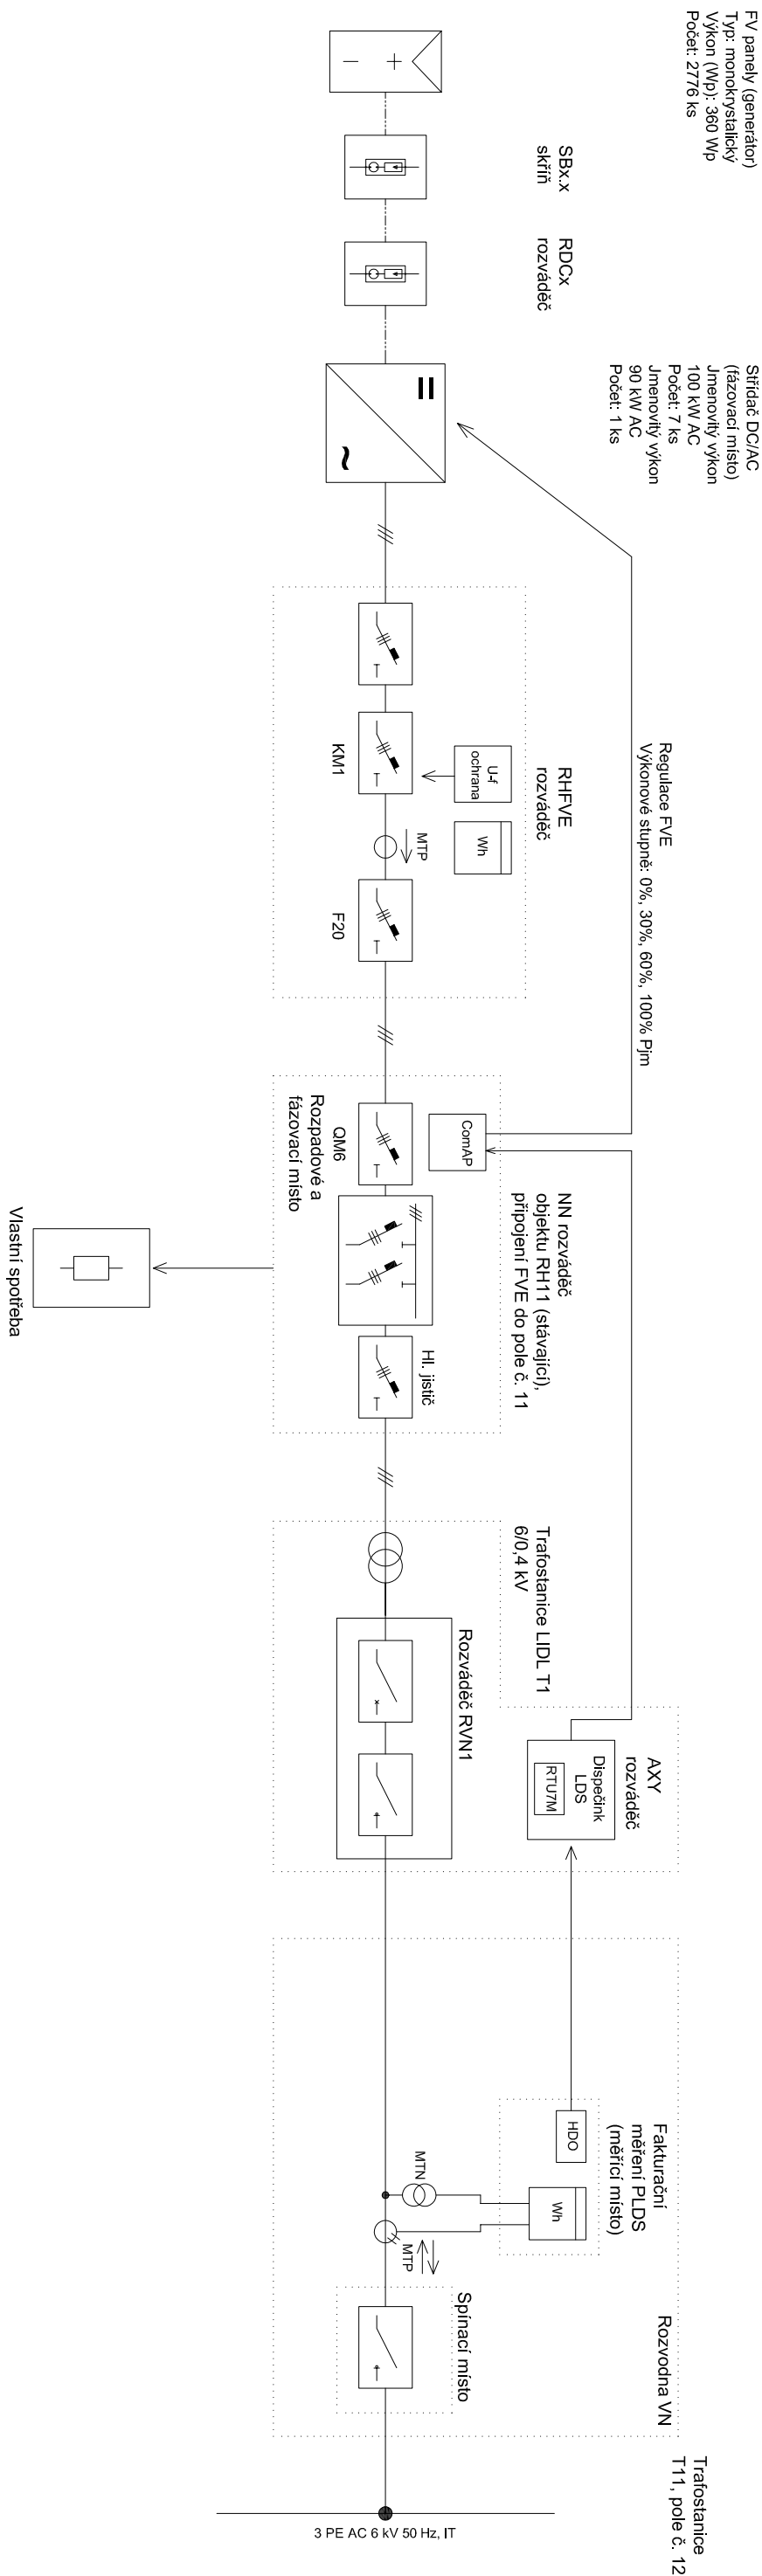 FV panely (generátor)
Typ: monokrystalický
Výkon (Wp): 360 Wp
Počet: 2776 ks
SBx.x
skříň
RDCx
rozváděč
Střídač DC/AC
(fázovací místo)
Jmenovitý výkon
100 kW AC
Počet: 7 ks
Jmenovitý výkon
90 kW AC
Počet: 1 ks
Regulace FVE
Výkonové stupně: 0%, 30%, 60%, 100% Pjm
RHFVE
rozváděč
U-f
ochrana
Wh
KM1
MTP
F20
NN rozváděč
objektu RH11 (stávající),
připojení FVE do pole č. 11
ComAP
QM6
Rozpadové a
fázovací místo
Hl. jistič
Vlastní spotřeba
Trafostanice LIDL T1
6/0,4 kV
Rozváděč RVN1
AXY
rozváděč
Dispečink
LDS
RTU7M
Fakturační
měření PLDS
(měřící místo)
HDO
Wh
MTN
MTP
Spínací místo
Rozvodna VN
Trafostanice
T11, pole č. 12
3 PE AC 6 kV 50 Hz, IT